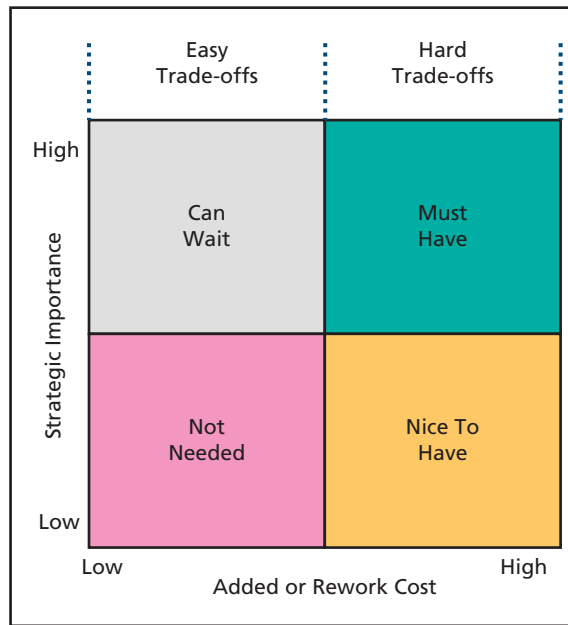 Easy
Trade-offs
Hard
Trade-offs
High
Can
Wait
Must
Have
Strategic Importance
Not
Needed
Nice To
Have
Low
Low
High
Added or Rework Cost